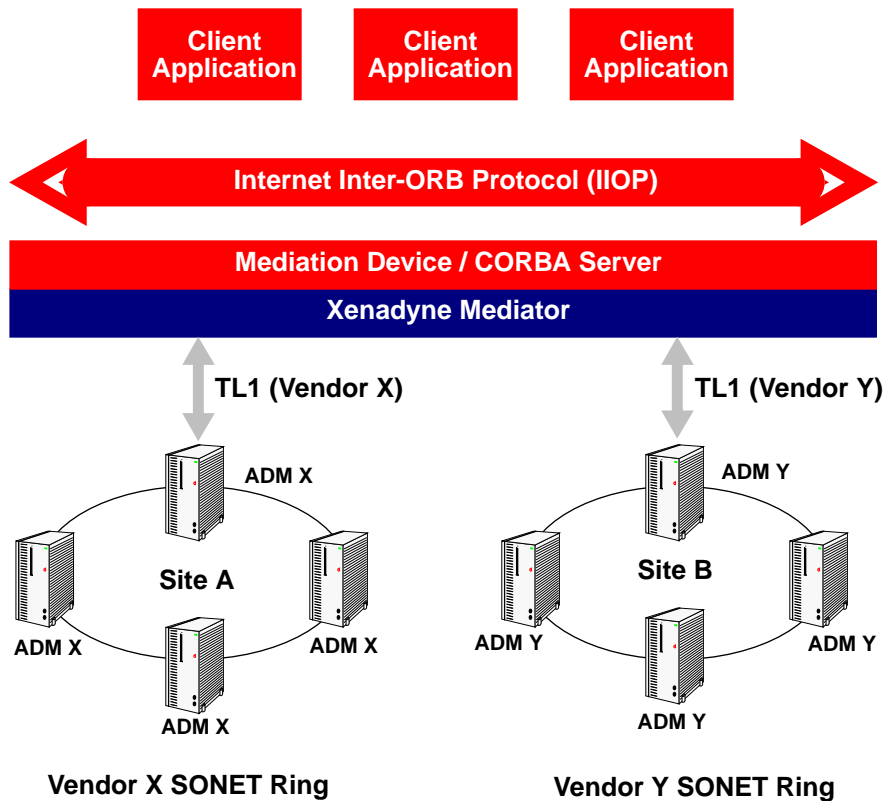 Client
Application
Client
Application
Client
Application
Internet Inter-ORB Protocol (IIOP)
Mediation Device / CORBA Server
Xenadyne Mediator
TL1 (Vendor X)
TL1 (Vendor Y)
ADM X
ADM Y
Site A
Site B
ADM X
ADM X
ADM Y
ADM Y
ADM X
ADM Y
Vendor X SONET Ring
Vendor Y SONET Ring